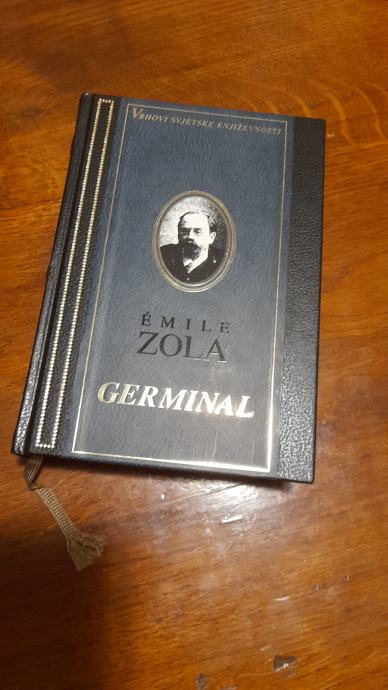 VRHOVI SVJETSKE KNJIŽEVNOSTI
ÉMILE
ZOLA
GERMINAL